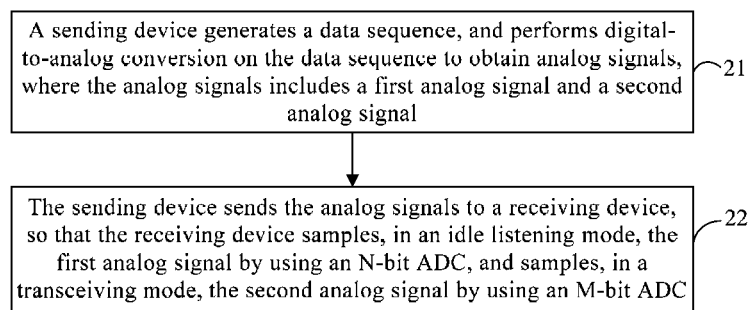 A sending device generates a data sequence, and performs digital-
to-analog conversion on the data sequence to obtain analog signals,
where the analog signals includes a first analog signal and a second
analog signal
21
The sending device sends the analog signals to a receiving device,
so that the receiving device samples, in an idle listening mode, the
first analog signal by using an N-bit ADC, and samples, in a
transceiving mode, the second analog signal by using an M-bit ADC
22